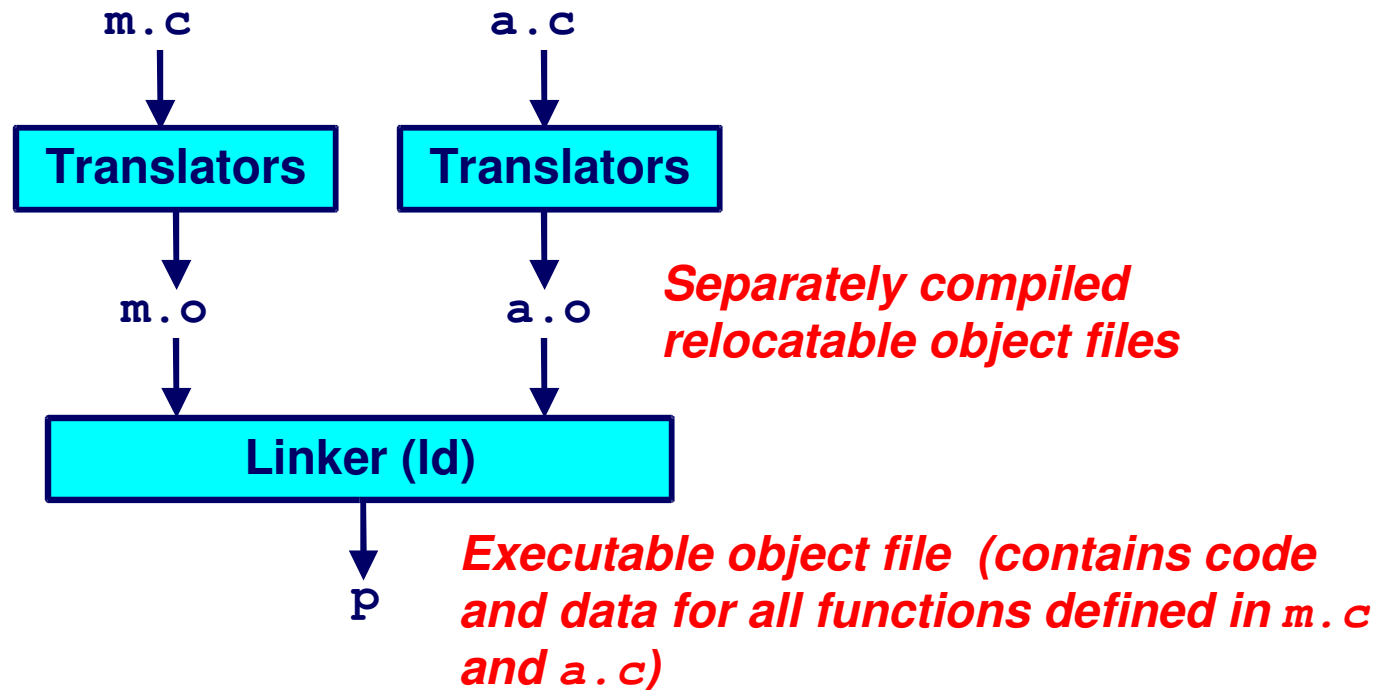 m.c
a.c
Translators
Translators
m.o
a.o
Separately compiled
relocatable object files
Linker (ld)
p
Executable object file (contains code
and data for all functions defined in m.c
and a.c)